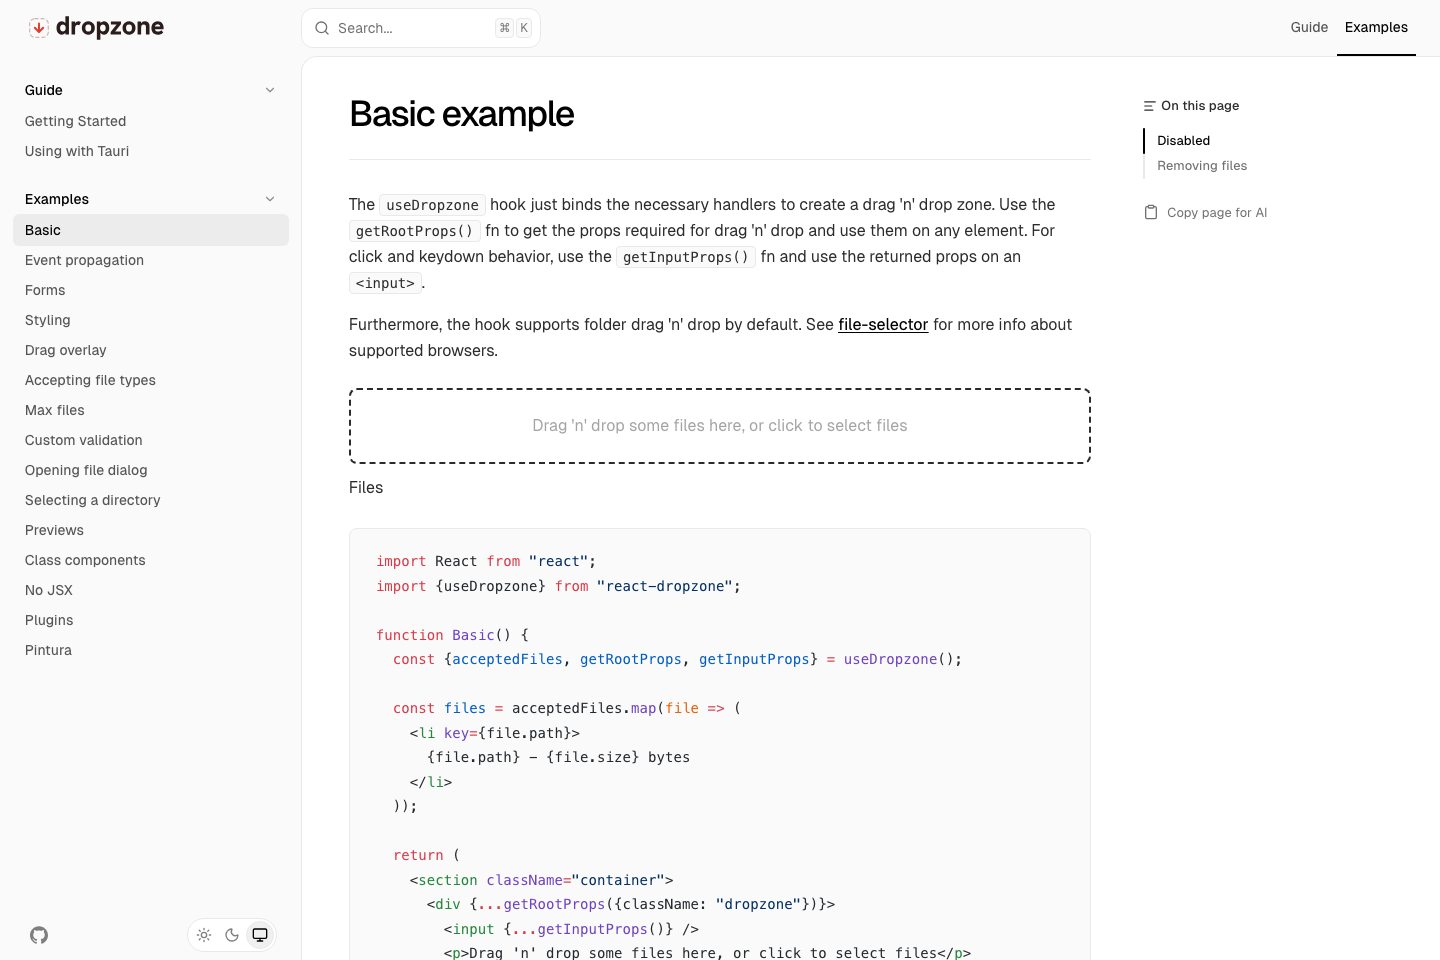 dropzone
Search...
⌘ K
Guide
Examples
Guide
Getting Started
Using with Tauri
Examples
Basic
Event propagation
Forms
Styling
Drag overlay
Accepting file types
Max files
Custom validation
Opening file dialog
Selecting a directory
Previews
Class components
No JSX
Plugins
Pintura
Basic example
The useDropzone hook just binds the necessary handlers to create a drag 'n' drop zone. Use the
getRootProps() fn to get the props required for drag 'n' drop and use them on any element. For
click and keydown behavior, use the getInputProps() fn and use the returned props on an
<input>.
Furthermore, the hook supports folder drag 'n' drop by default. See file-selector for more info about
supported browsers.
Drag 'n' drop some files here, or click to select files
Files
import React from "react";
import {useDropzone} from "react-dropzone";
function Basic() {
  const {acceptedFiles, getRootProps, getInputProps} = useDropzone();
  const files = acceptedFiles.map(file => (
    <li key={file.path}>
      {file.path} - {file.size} bytes
    </li>
  ));
  return (
    <section className="container">
      <div {...getRootProps({className: "dropzone"})}>
        <input {...getInputProps()} />
        <p>Drag 'n' drop some files here, or click to select files</p>
On this page
Disabled
Removing files
Copy page for AI